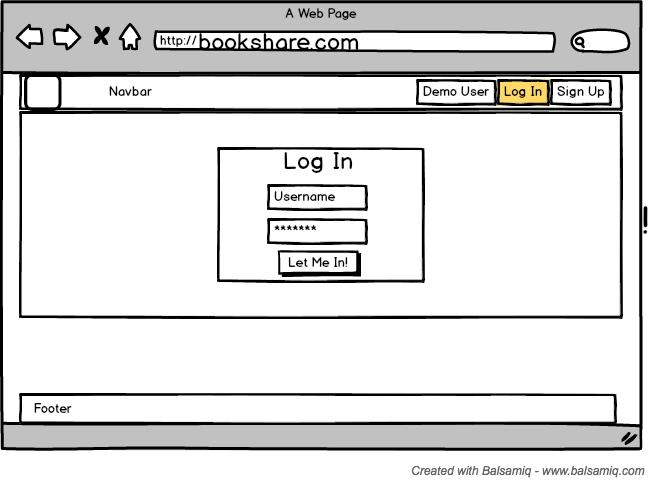 A Web Page
http://bookshare.com
Navbar
Demo User
Log In
Sign Up
Log In
Username
*******
Let Me In!
!
Footer
Created with Balsamiq - www.balsamiq.com